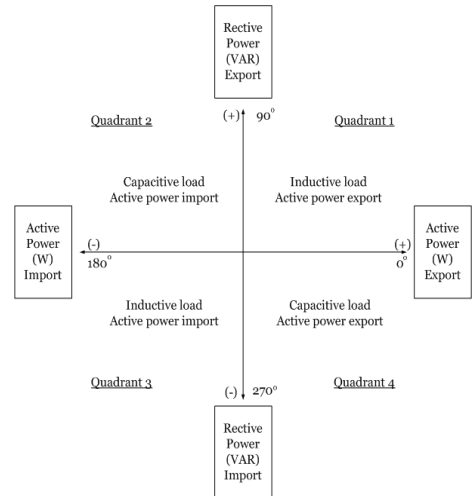 Rective
Power
(VAR)
Export
Quadrant 2
(+) 90°
Quadrant 1
Capacitive load
Active power import
Inductive load
Active power export
Active
Power
(W)
Import
(-)
180°
(+)
0°
Active
Power
(W)
Export
Inductive load
Active power import
Capacitive load
Active power export
Quadrant 3
(-) 270°
Quadrant 4
Rective
Power
(VAR)
Import